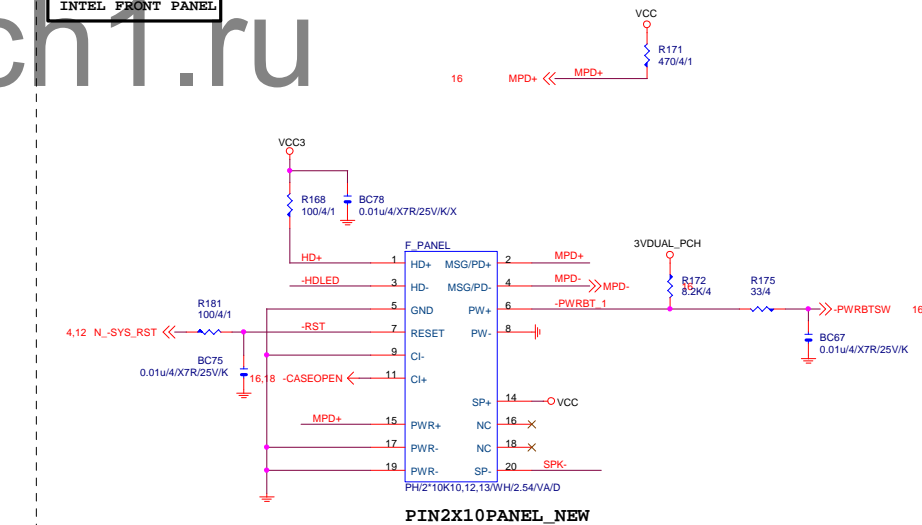 INTEL FRONT PANEL
ch1.ru
VCC
R171
470/4/1
16 MPD+ MPD+
VCC3
R168
100/4/1
BC78
0.01u/4/X7R/25V/K/X
F_PANEL
3VDUAL_PCH
HD+ 1 HD+ MSG/PD+ 2 MPD+
-HDLED 3 HD- MSG/PD- 4 MPD- MPD- 16
R172
8.2K/4
R175
33/4
5 GND PW+ 6 -PWRBT_1 -PWRBTSW 16
R181
100/4/1
4,12 N_-SYS_RST -RST 7 RESET PW- 8
BC67
0.01u/4/X7R/25V/K
9 CI-
BC75
0.01u/4/X7R/25V/K
16,18 -CASEOPEN 11 CI+
SP+ 14 VCC
MPD+ 15 PWR+ NC 16
17 PWR- NC 18
19 PWR- SP- 20 SPK-
PH/2*10K10,12,13/WH/2.54/VA/D
PIN2X10PANEL_NEW